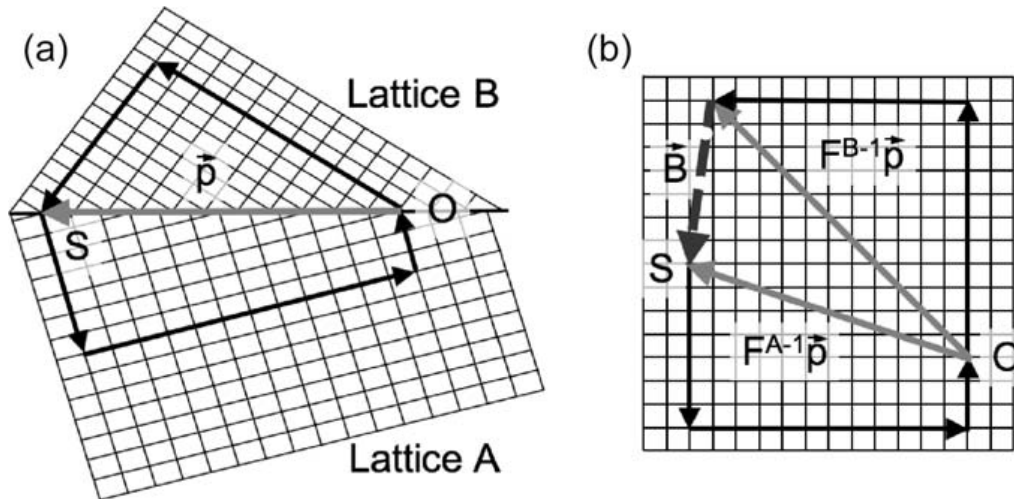 (a)
Lattice B
p⃗
O
S
Lattice A
(b)
B⃗
F^B-1 p⃗
S
F^A-1 p⃗
O